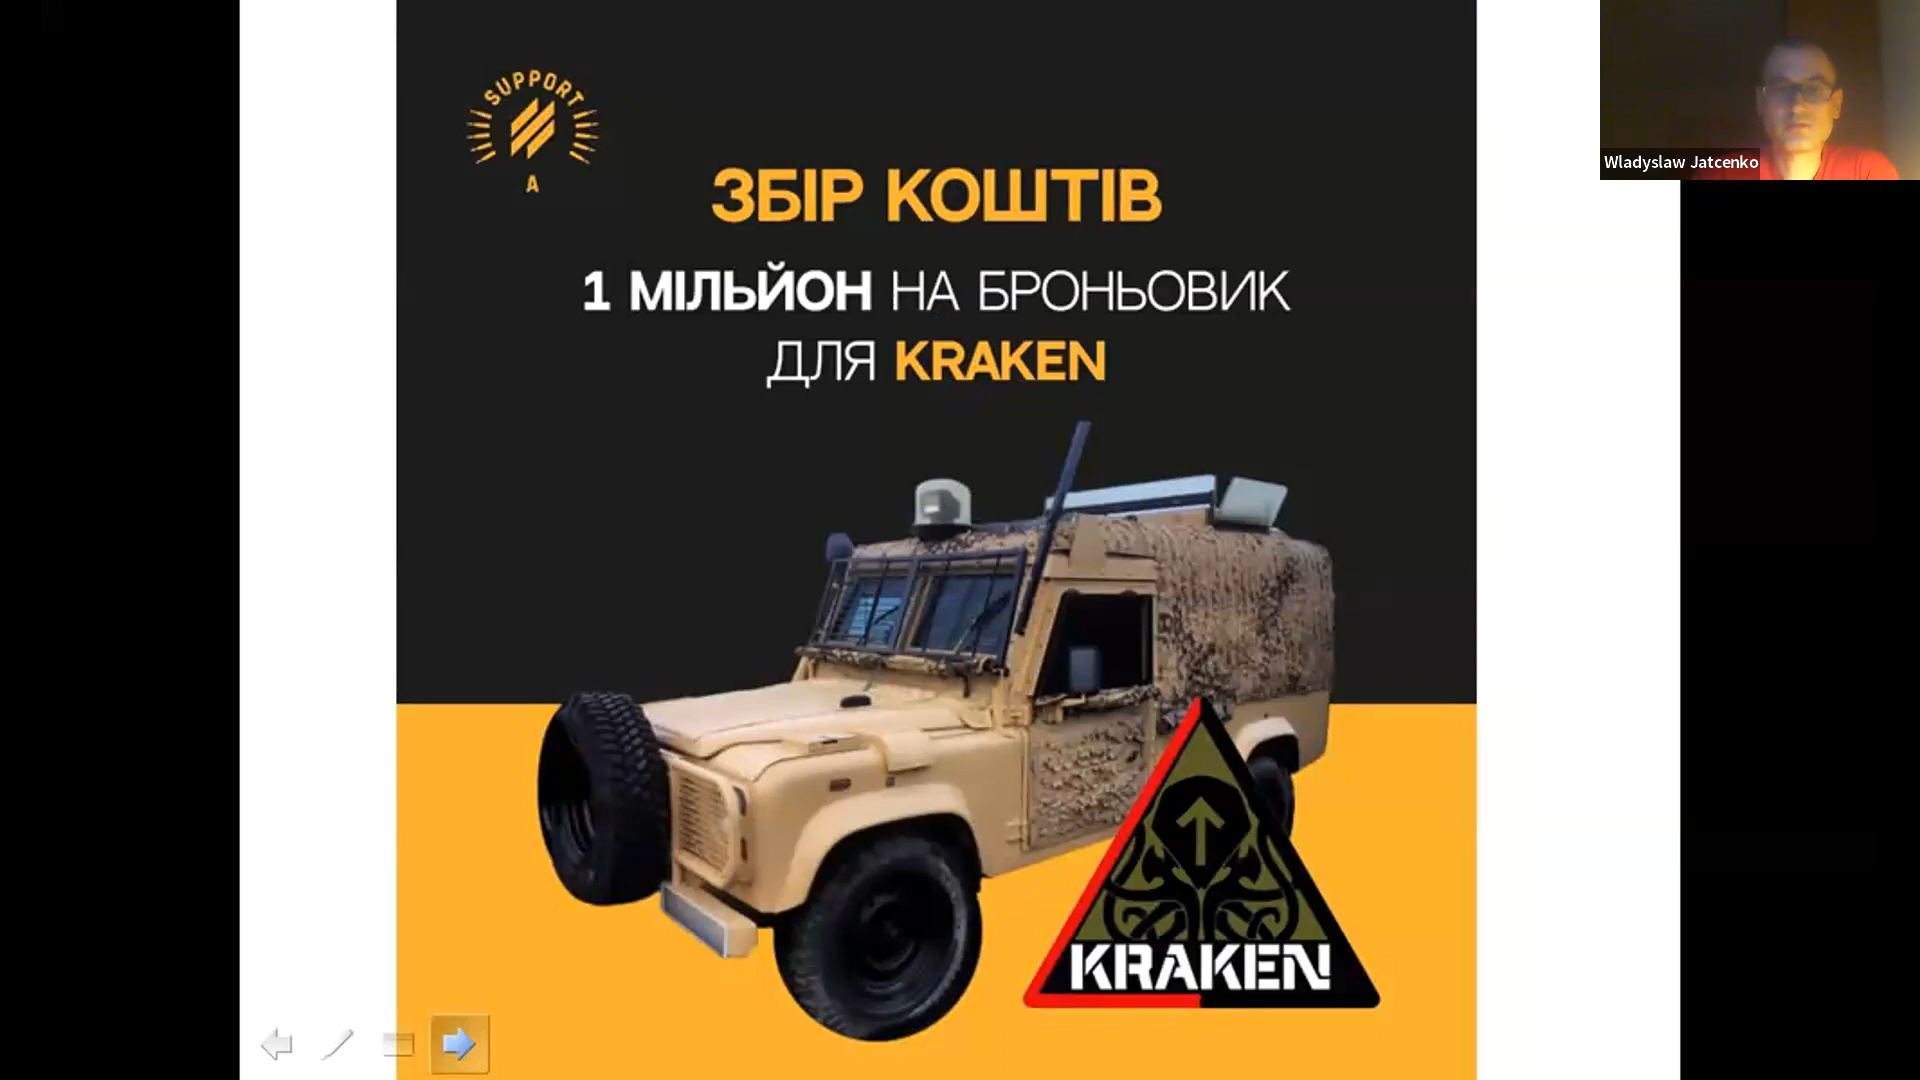 SUPPORT
A
ЗБІР КОШТІВ
1 МІЛЬЙОН НА БРОНЬОВИК
ДЛЯ KRAKEN
KRAKEN
Wladyslaw Jatcenko